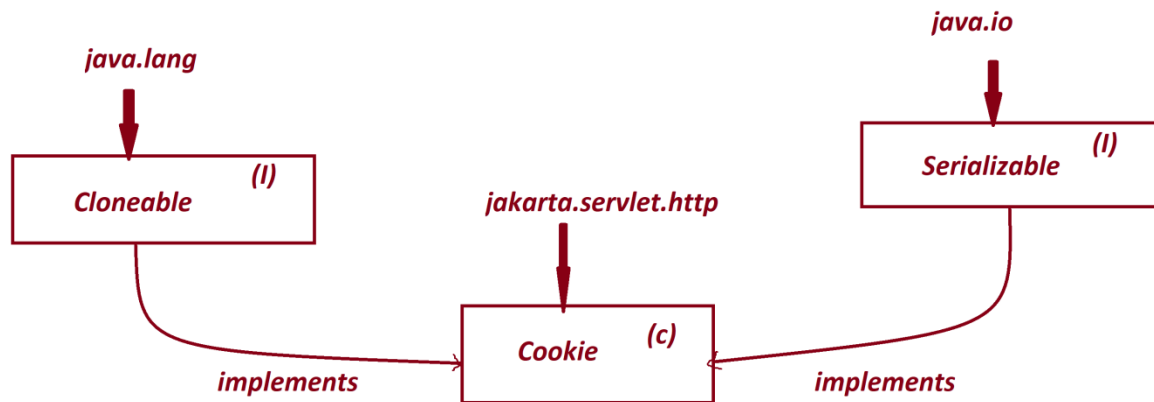 java.lang
java.io
Cloneable
(I)
Serializable
(I)
jakarta.servlet.http
Cookie
(c)
implements
implements